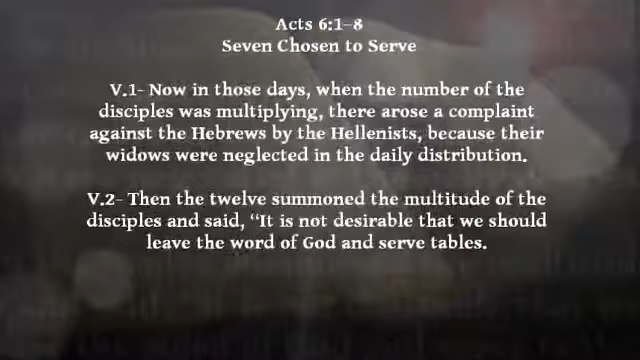 Acts 6:1-8
Seven Chosen to Serve
V.1- Now in those days, when the number of the
disciples was multiplying, there arose a complaint
against the Hebrews by the Hellenists, because their
widows were neglected in the daily distribution.
V.2- Then the twelve summoned the multitude of the
disciples and said, “It is not desirable that we should
leave the word of God and serve tables.